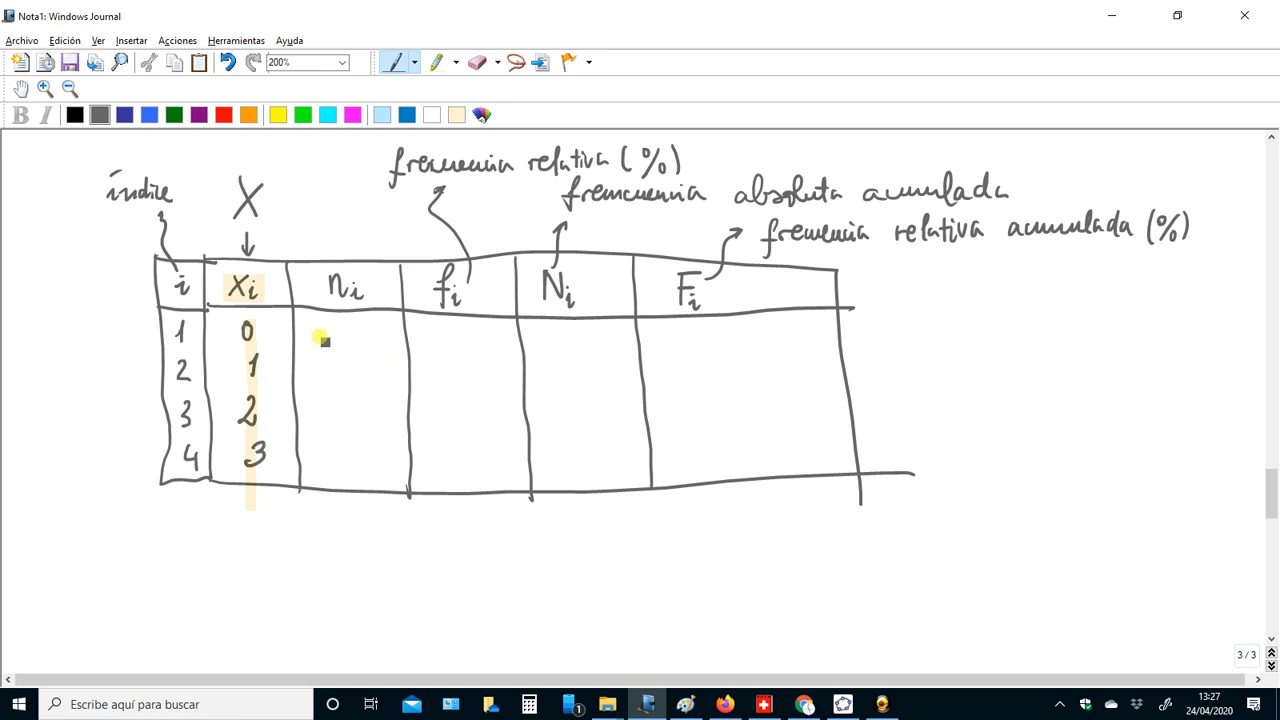 Nota1: Windows Journal
Archivo Edición Ver Insertar Acciones Herramientas Ayuda
200%
B I
frecuencia relativa (%)
índice X frencuencia absoluta acumulada
frecuencia relativa acumulada (%)
i xi ni fi Ni Fi
1 0
2 1
3 2
4 3
3 / 3
Escribe aquí para buscar
1
13:27
24/04/2020